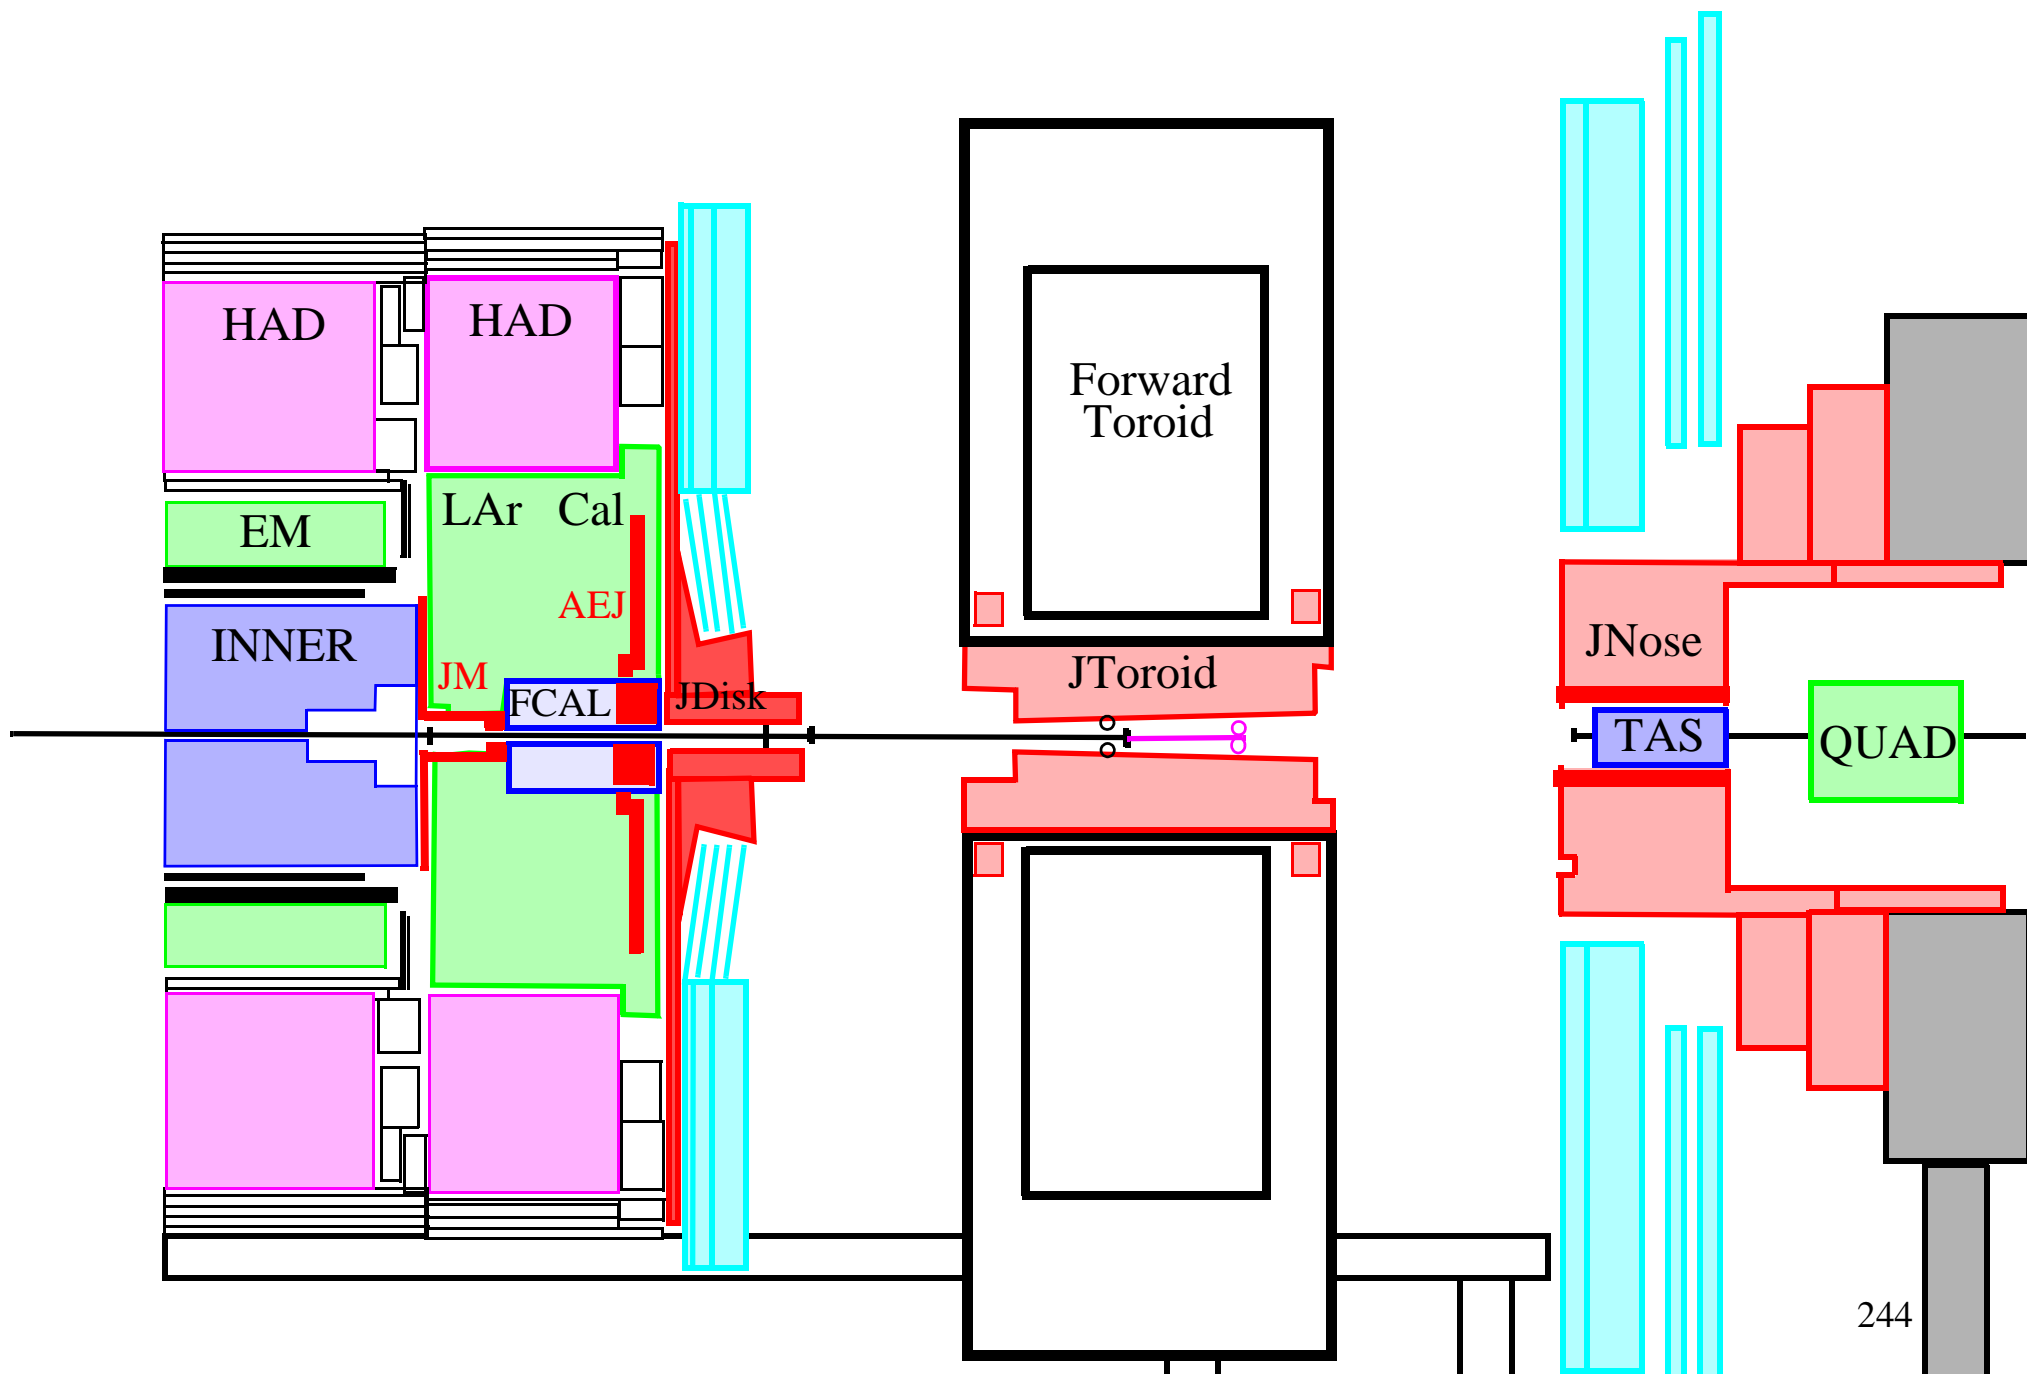 HAD
HAD
Forward
Toroid
LAr Cal
EM
AEJ
INNER
JM
FCAL
JDisk
JToroid
JNose
TAS
QUAD
244